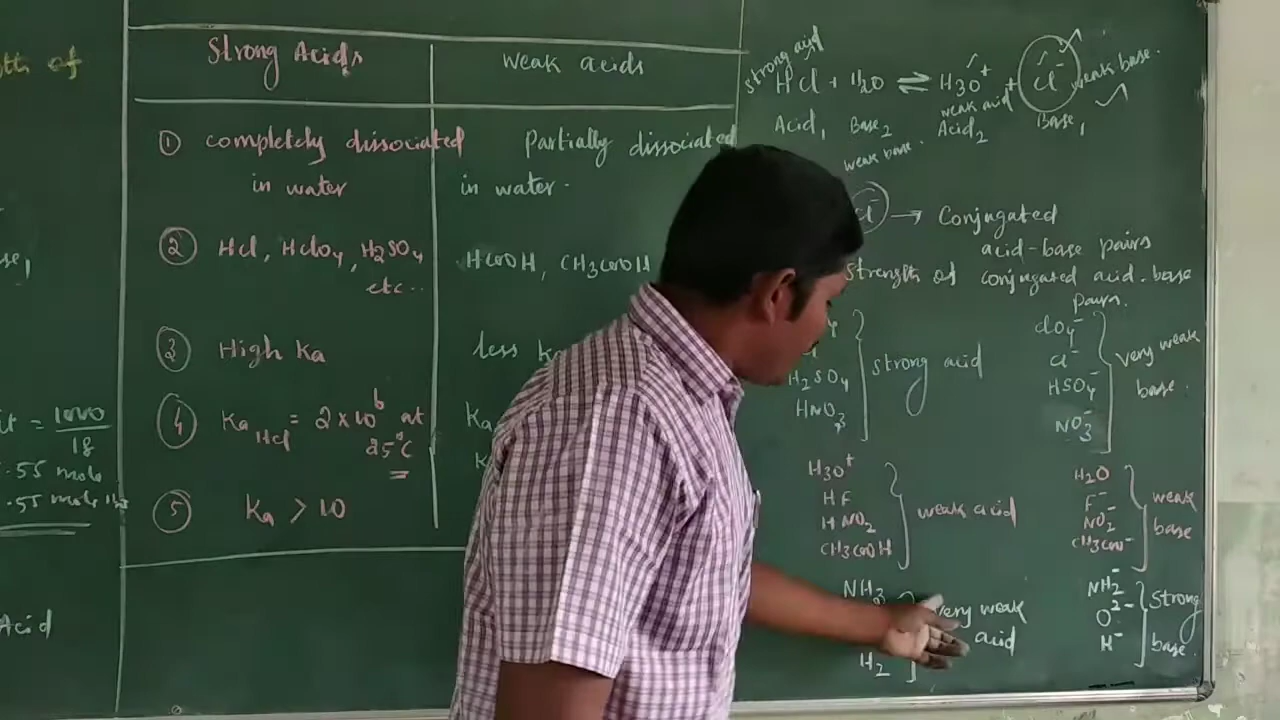 th of
se,
it = 1000/18
.55 mole
.55 mole
Acid
Strong Acids
weak acids
① completely dissociated in water
Partially dissociated in water.
② Hcl, Hclo4, H2SO4 etc..
HCOOH, CH3COOH
③ High Ka
less
④ Ka Hcl = 2 x 10^6 at 25°C
Ka
⑤ Ka > 10
strong acid
weak base.
Hcl + H2O ⇌ H3O+ + Cl-
weak acid
Acid1 Base2 Acid2 Base1
weak base.
cl- → Conjugated
acid-base pairs
strength of conjugated acid-base
pairs.
H2SO4
HNO3
strong acid
clO4-
Cl-
HSO4-
NO3-
very weak
base.
H3O+
HF
HNO2
CH3COOH
weak acid
H2O
F-
NO2-
CH3COO-
weak
base
NH3
H2
very weak
acid
NH2-
O2-
H-
Strong
base.